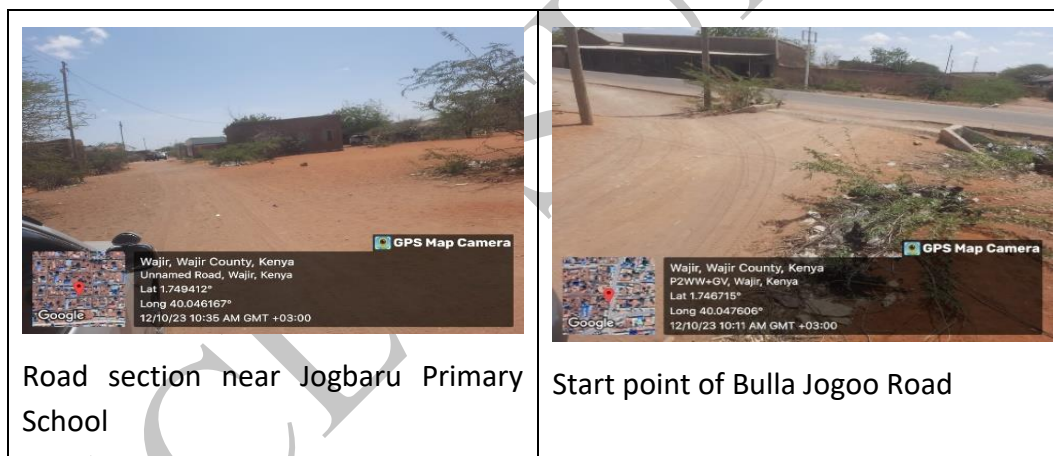 GPS Map Camera
Wajir, Wajir County, Kenya
Unnamed Road, Wajir, Kenya
Lat 1.749412°
Long 40.046167°
12/10/23 10:35 AM GMT +03:00
Google
Road section near Jogbaru Primary
School
GPS Map Camera
Wajir, Wajir County, Kenya
P2WW+GV, Wajir, Kenya
Lat 1.746715°
Long 40.047606°
12/10/23 10:11 AM GMT +03:00
Google
Start point of Bulla Jogoo Road